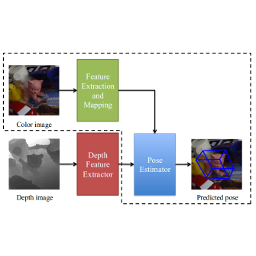 Feature
Extraction
and
Mapping
Color image
Depth
Feature
Extractor
Pose
Estimator
Depth image
Predicted pose